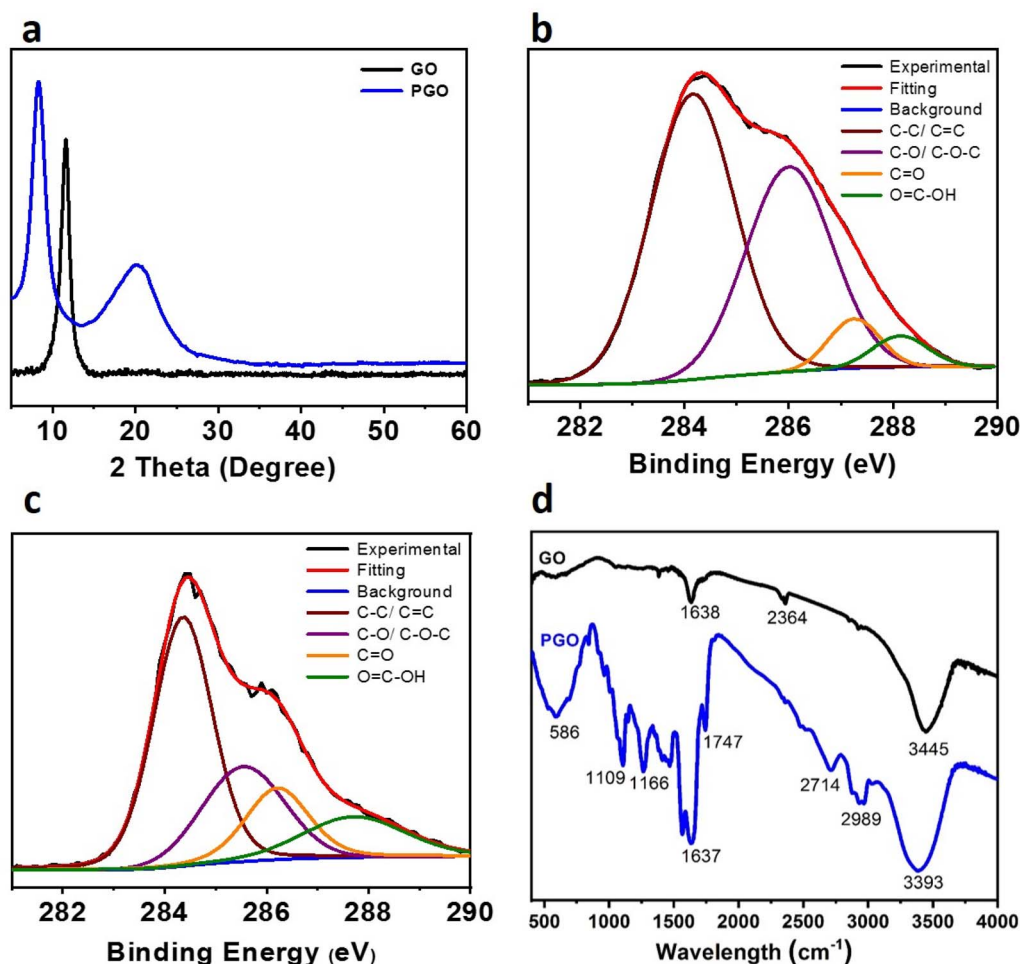 a
GO
PGO
10 20 30 40 50 60
2 Theta (Degree)
b
Experimental
Fitting
Background
C-C/ C=C
C-O/ C-O-C
C=O
O=C-OH
282 284 286 288 290
Binding Energy (eV)
c
Experimental
Fitting
Background
C-C/ C=C
C-O/ C-O-C
C=O
O=C-OH
282 284 286 288 290
Binding Energy (eV)
d
GO
1638
2364
3445
PGO
586
1109
1166
1637
1747
2714
2989
3393
500 1000 1500 2000 2500 3000 3500 4000
Wavelength (cm⁻¹)